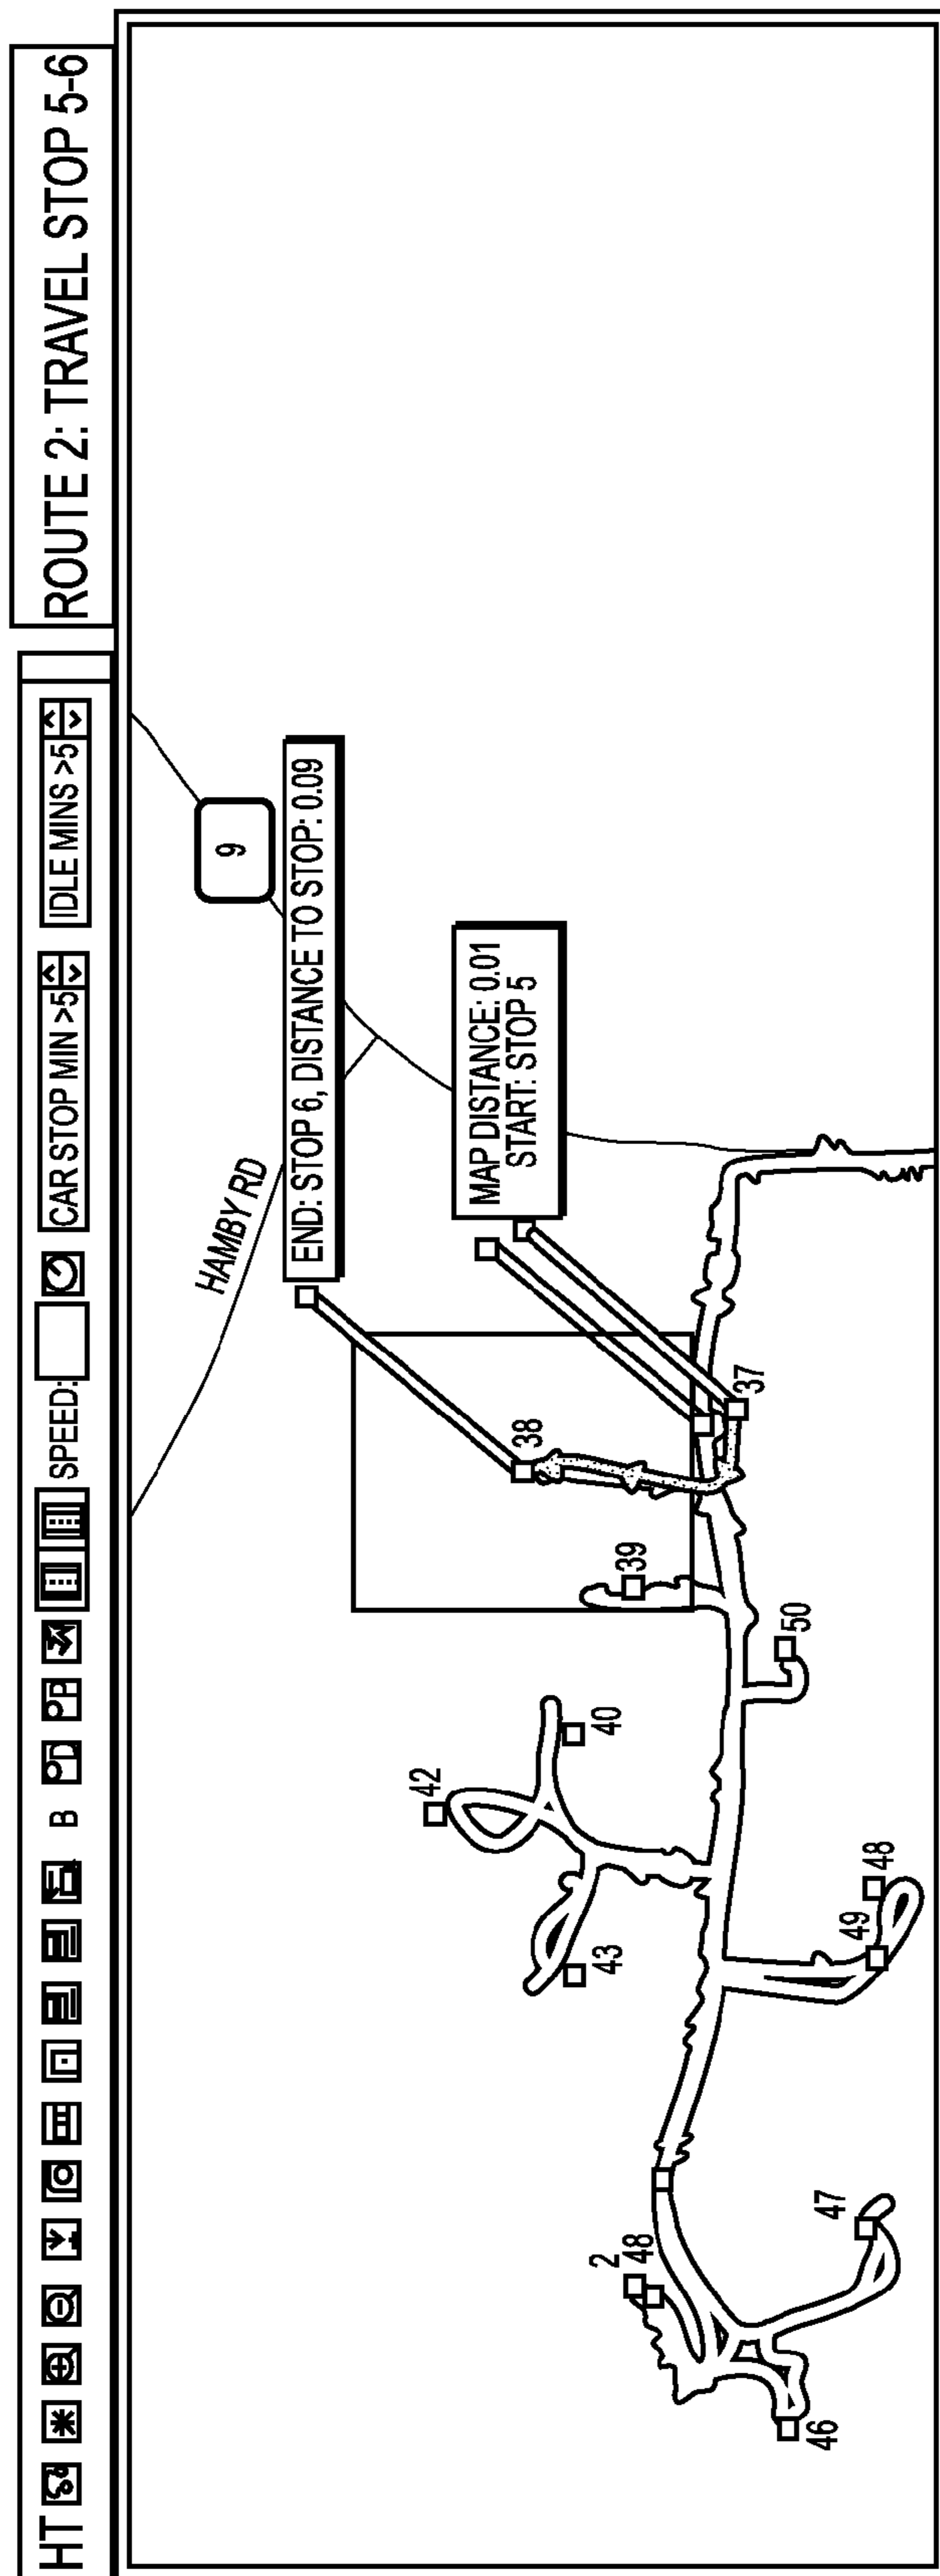 ROUTE 2: TRAVEL STOP 5-6
HT
B
SPEED:
CAR STOP MIN >5
IDLE MINS >5
9
HAMBY RD
END: STOP 6, DISTANCE TO STOP: 0.09
MAP DISTANCE: 0.01
START: STOP 5
42
38
2
48
43
40
39
37
50
46
47
49
48